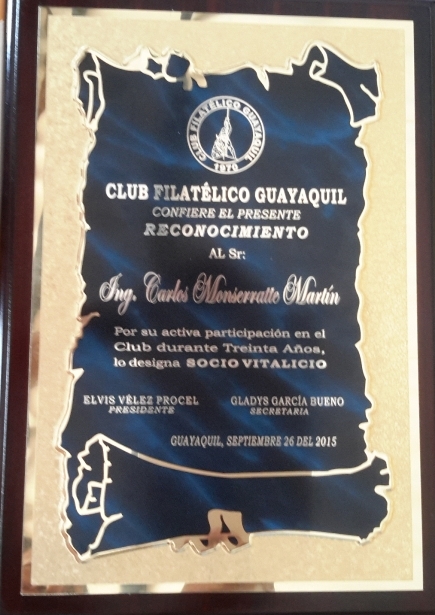 CLUB FILATÉLICO GUAYAQUIL
1970
CLUB FILATÉLICO GUAYAQUIL
CONFIERE EL PRESENTE
RECONOCIMIENTO
AL Sr:
Ing. Carlos Monserratte Martín
Por su activa participación en el
Club durante Treinta Años,
lo designa SOCIO VITALICIO
ELVIS VÉLEZ PROCEL GLADYS GARCÍA BUENO
PRESIDENTE SECRETARIA
GUAYAQUIL, SEPTIEMBRE 26 DEL 2015